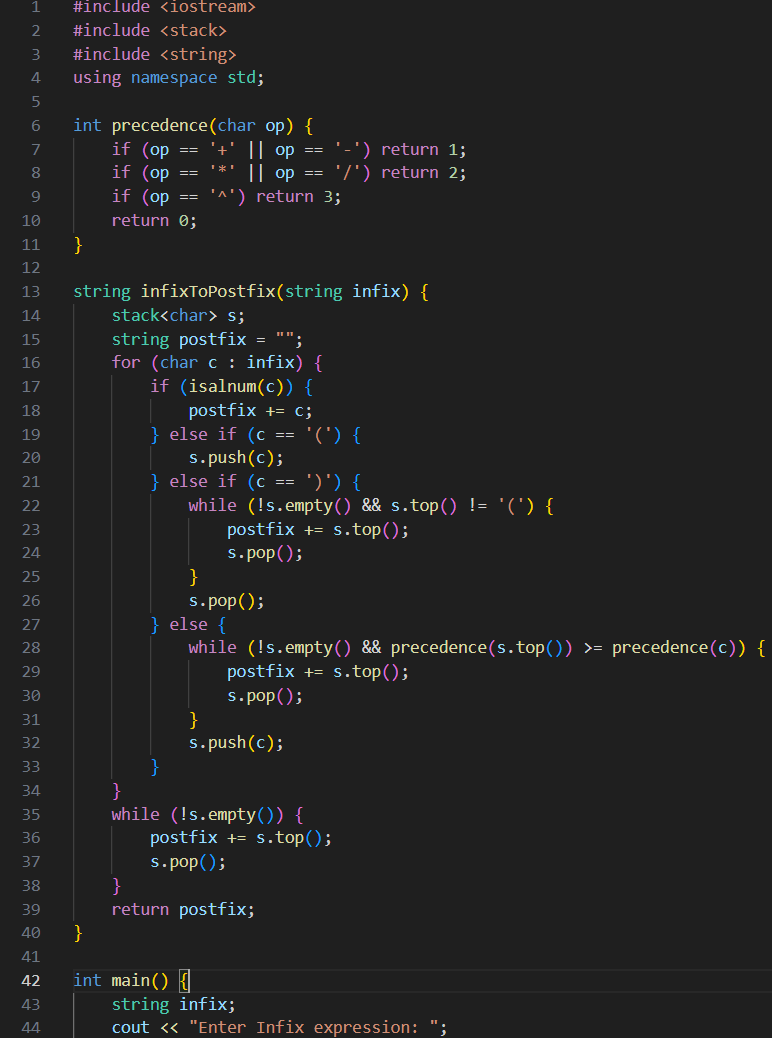 1 #include <iostream>
2 #include <stack>
3 #include <string>
4 using namespace std;
5
6 int precedence(char op) {
7     if (op == '+' || op == '-') return 1;
8     if (op == '*' || op == '/') return 2;
9     if (op == '^') return 3;
10     return 0;
11 }
12
13 string infixToPostfix(string infix) {
14     stack<char> s;
15     string postfix = "";
16     for (char c : infix) {
17         if (isalnum(c)) {
18             postfix += c;
19         } else if (c == '(') {
20             s.push(c);
21         } else if (c == ')') {
22             while (!s.empty() && s.top() != '(') {
23                 postfix += s.top();
24                 s.pop();
25             }
26             s.pop();
27         } else {
28             while (!s.empty() && precedence(s.top()) >= precedence(c)) {
29                 postfix += s.top();
30                 s.pop();
31             }
32             s.push(c);
33         }
34     }
35     while (!s.empty()) {
36         postfix += s.top();
37         s.pop();
38     }
39     return postfix;
40 }
41
42 int main() {
43     string infix;
44     cout << "Enter Infix expression: ";